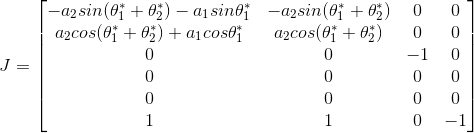 J = [ -a₂sin(θ₁* + θ₂*) - a₁sinθ₁*   -a₂sin(θ₁* + θ₂*)   0   0
a₂cos(θ₁* + θ₂*) + a₁cosθ₁*   a₂cos(θ₁* + θ₂*)   0   0
0   0   -1   0
0   0   0   0
0   0   0   0
1   1   0   -1 ]